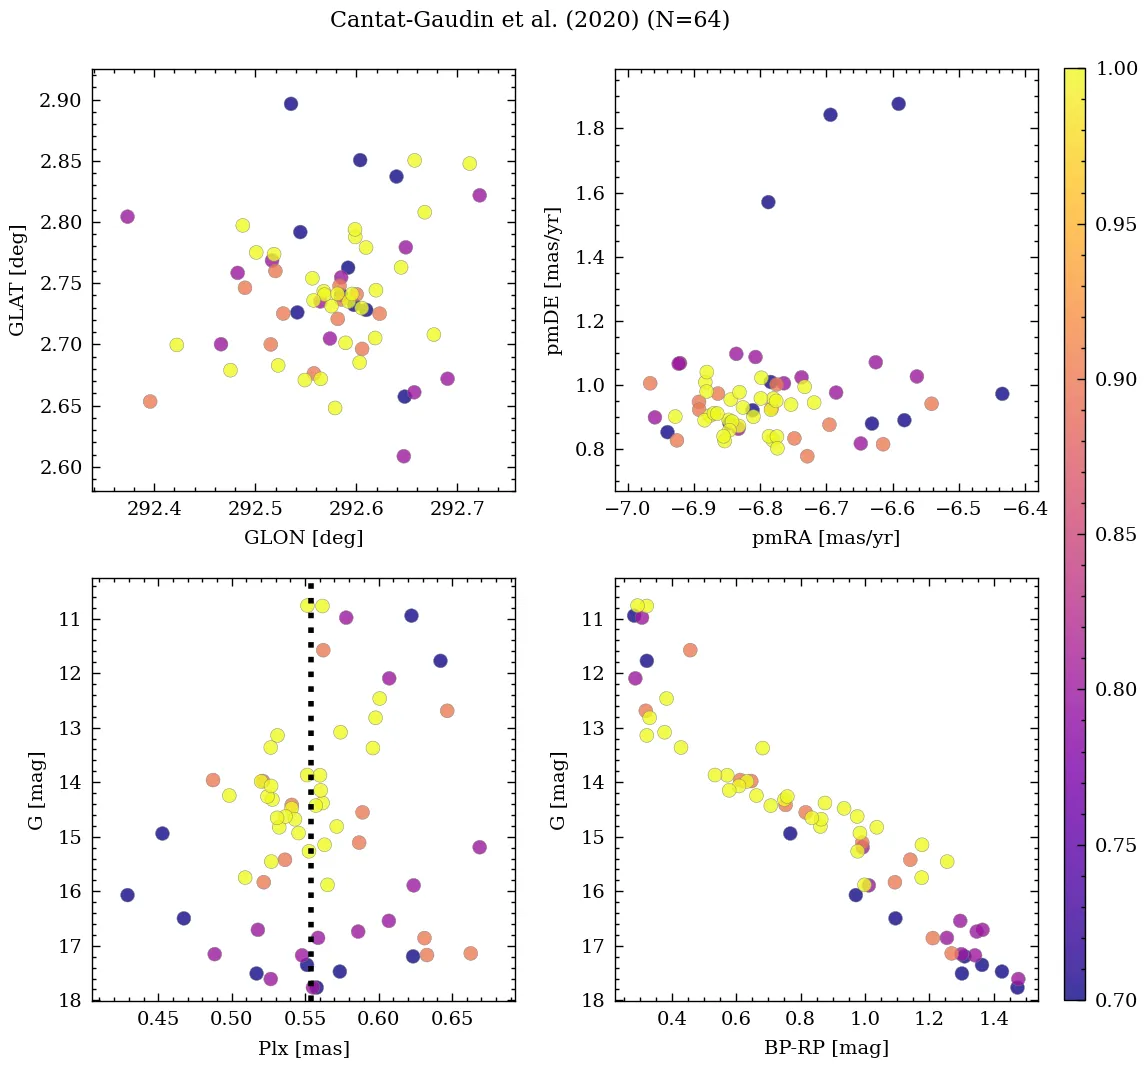 Cantat-Gaudin et al. (2020) (N=64)
GLAT [deg]
2.90
2.85
2.80
2.75
2.70
2.65
2.60
292.4 292.5 292.6 292.7
GLON [deg]
pmDE [mas/yr]
1.8
1.6
1.4
1.2
1.0
0.8
−7.0 −6.9 −6.8 −6.7 −6.6 −6.5 −6.4
pmRA [mas/yr]
G [mag]
11
12
13
14
15
16
17
18
0.45 0.50 0.55 0.60 0.65
Plx [mas]
G [mag]
11
12
13
14
15
16
17
18
0.4 0.6 0.8 1.0 1.2 1.4
BP-RP [mag]
1.00
0.95
0.90
0.85
0.80
0.75
0.70